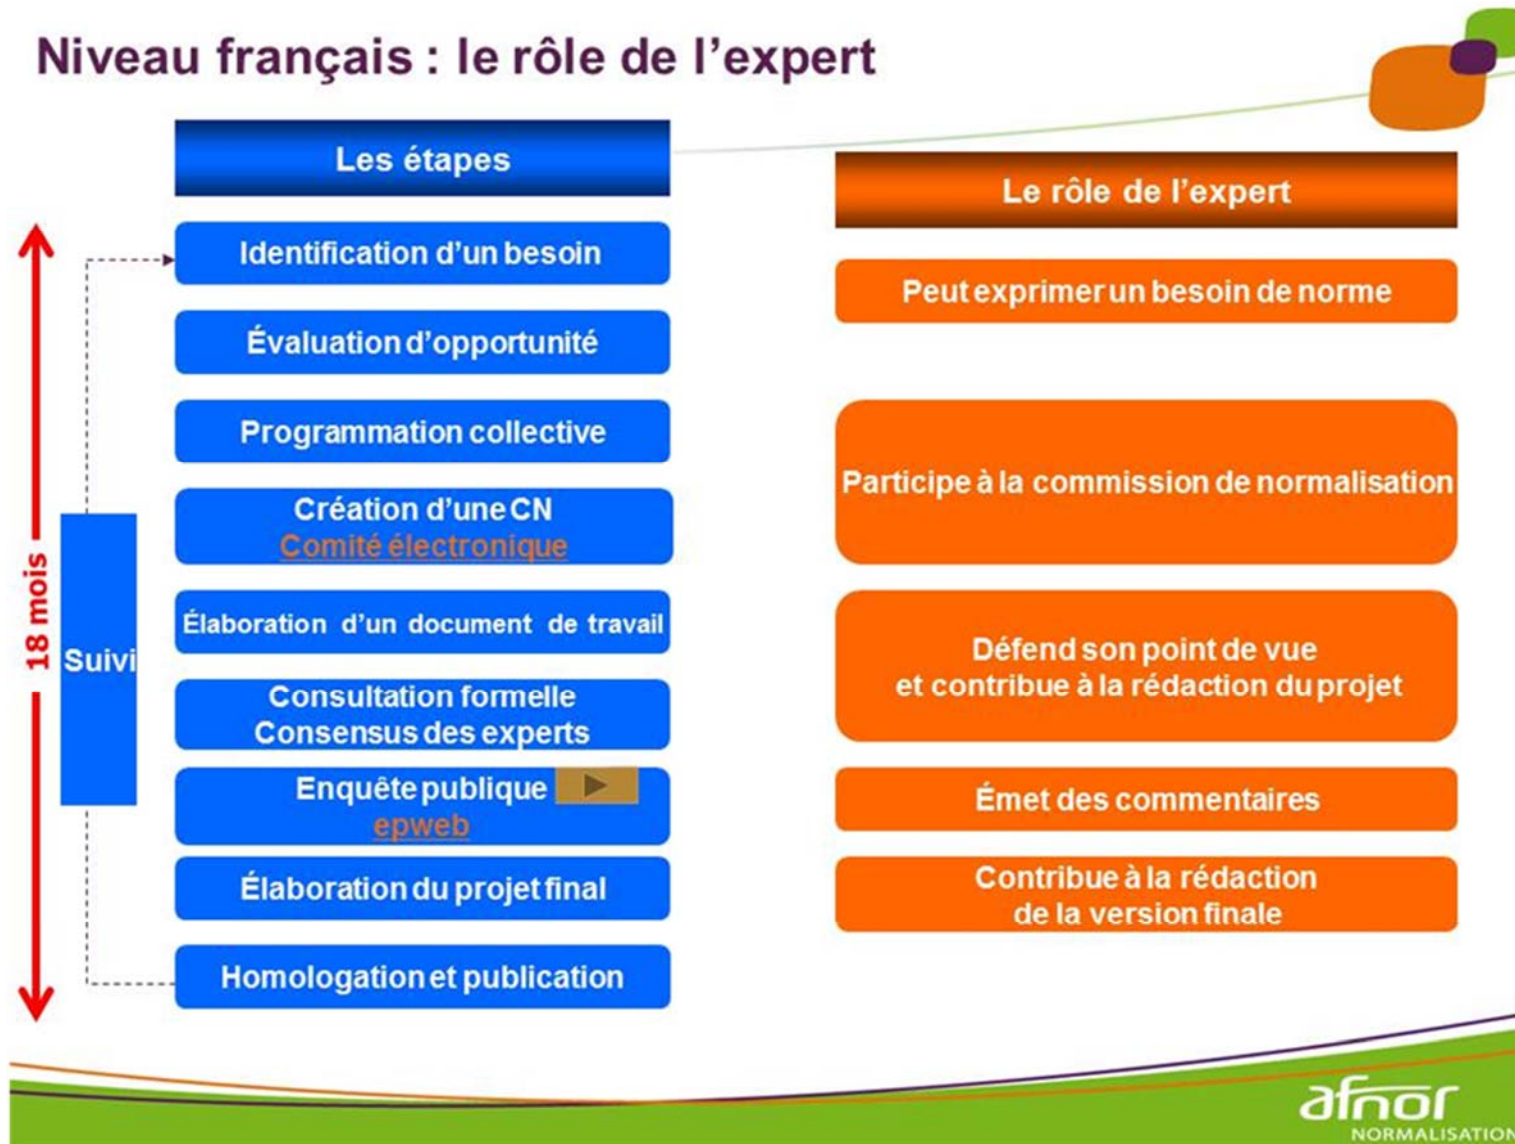 Niveau français : le rôle de l’expert
Les étapes
Identification d’un besoin
Évaluation d’opportunité
Programmation collective
Création d’une CN
Comité électronique
Élaboration d’un document de travail
Consultation formelle
Consensus des experts
Enquête publique
epweb
Élaboration du projet final
Homologation et publication
18 mois
Suivi
Le rôle de l’expert
Peut exprimer un besoin de norme
Participe à la commission de normalisation
Défend son point de vue
et contribue à la rédaction du projet
Émet des commentaires
Contribue à la rédaction
de la version finale
afnor
NORMALISATION